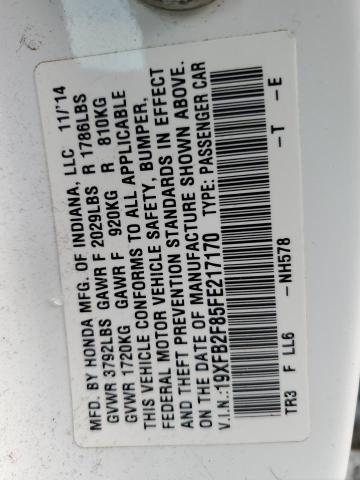 MFD. BY HONDA MFG. OF INDIANA, LLC 11/'14
GVWR 3792LBS GAWR F 2029LBS R 1786LBS
GVWR 1720KG GAWR F 920KG R 810KG
THIS VEHICLE CONFORMS TO ALL APPLICABLE
FEDERAL MOTOR VEHICLE SAFETY, BUMPER,
AND THEFT PREVENTION STANDARDS IN EFFECT
ON THE DATE OF MANUFACTURE SHOWN ABOVE.
V.I.N.:19XFB2F85FE217170 TYPE: PASSENGER CAR
TR3 F LL6 -NH578 -T -E